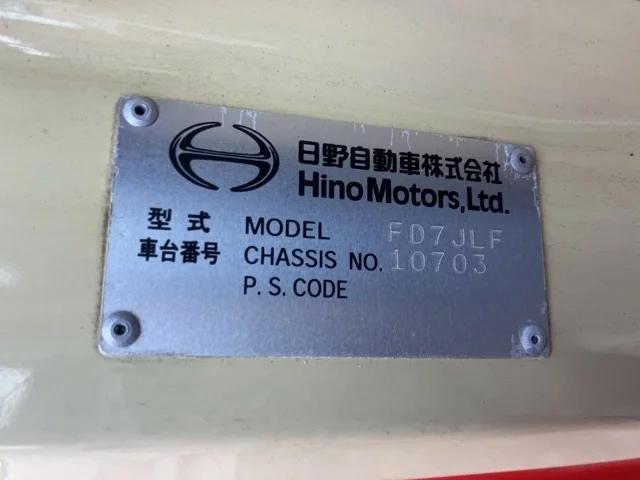 日野自動車株式会社
Hino Motors, Ltd.
型式 MODEL FD7JLF
車台番号 CHASSIS NO. 10703
P. S. CODE